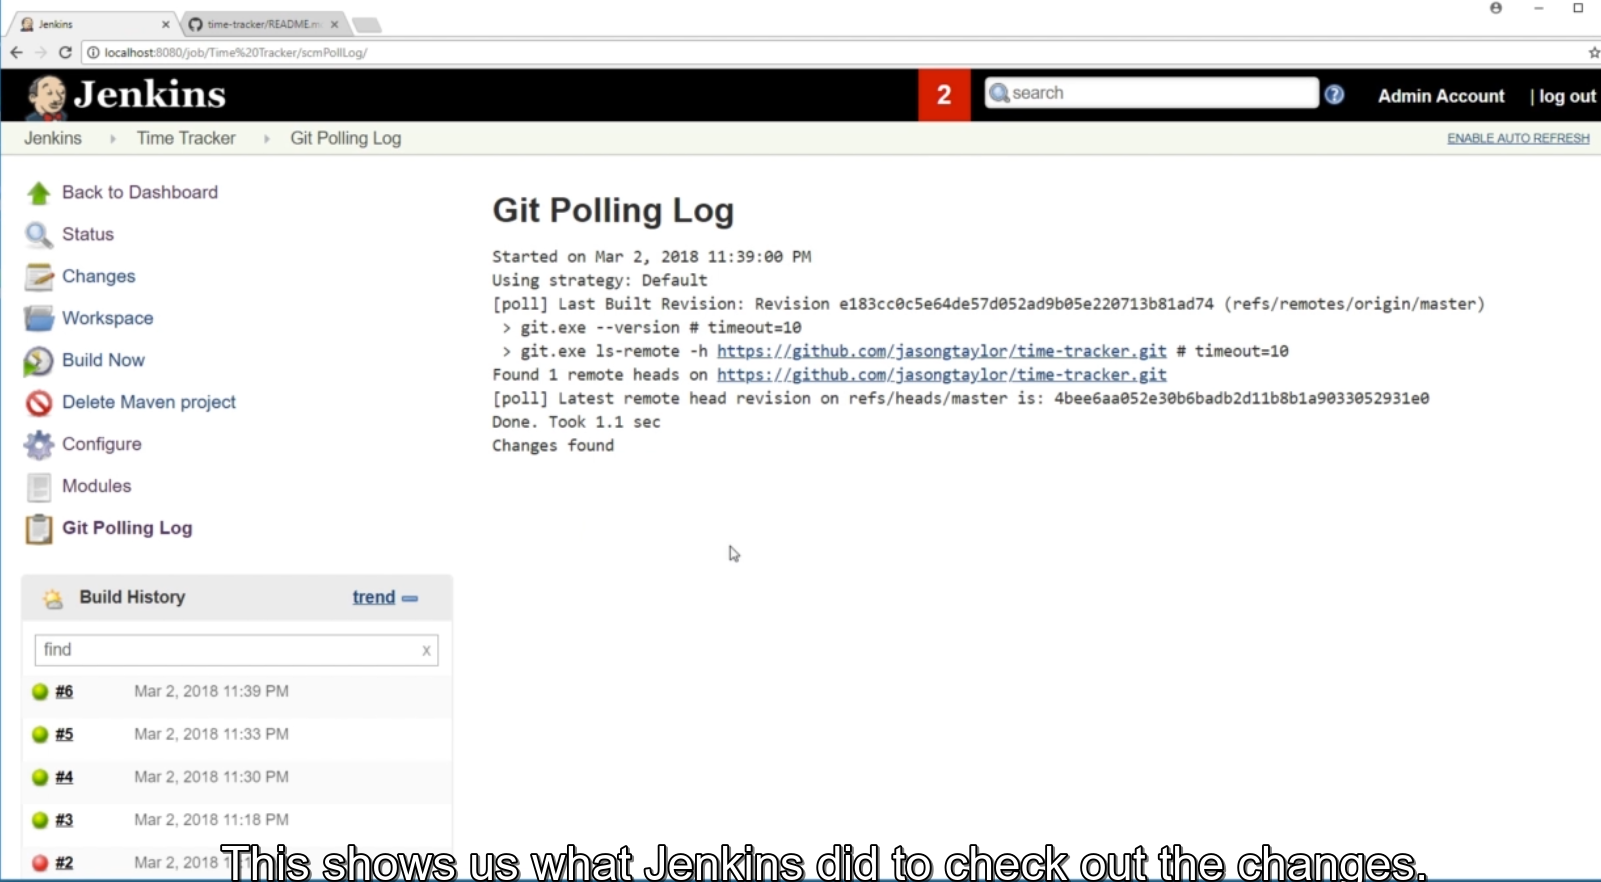 Jenkins
time-tracker/README.m
localhost:8080/job/Time%20Tracker/scmPollLog/
Jenkins
2
search
Admin Account
| log out
Jenkins
Time Tracker
Git Polling Log
ENABLE AUTO REFRESH
Back to Dashboard
Status
Changes
Workspace
Build Now
Delete Maven project
Configure
Modules
Git Polling Log
Git Polling Log
Started on Mar 2, 2018 11:39:00 PM
Using strategy: Default
[poll] Last Built Revision: Revision e183cc0c5e64de57d052ad9b05e220713b81ad74 (refs/remotes/origin/master)
> git.exe --version # timeout=10
> git.exe ls-remote -h https://github.com/jasongtaylor/time-tracker.git # timeout=10
Found 1 remote heads on https://github.com/jasongtaylor/time-tracker.git
[poll] Latest remote head revision on refs/heads/master is: 4bee6aa052e30b6badb2d11b8b1a9033052931e0
Done. Took 1.1 sec
Changes found
Build History
trend
find
x
#6 Mar 2, 2018 11:39 PM
#5 Mar 2, 2018 11:33 PM
#4 Mar 2, 2018 11:30 PM
#3 Mar 2, 2018 11:18 PM
#2 Mar 2, 2018
This shows us what Jenkins did to check out the changes.